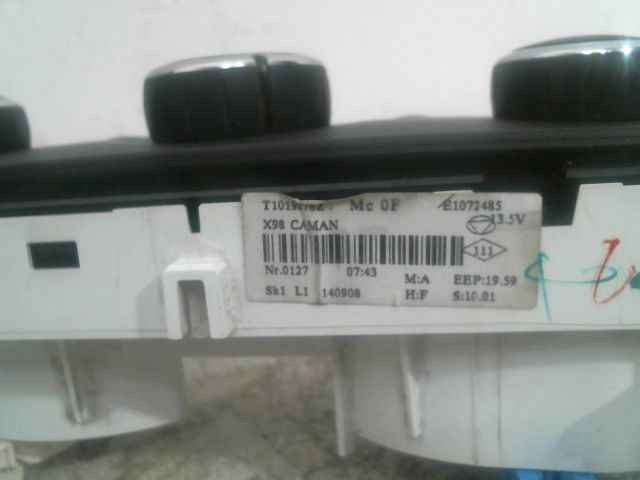 Mc 0F E1072485
X98 CAMAN 13.5V
111
Nr.0127 07:43 M:A EEP:19.59
Sk1 L1 140908 H:F S:10.01